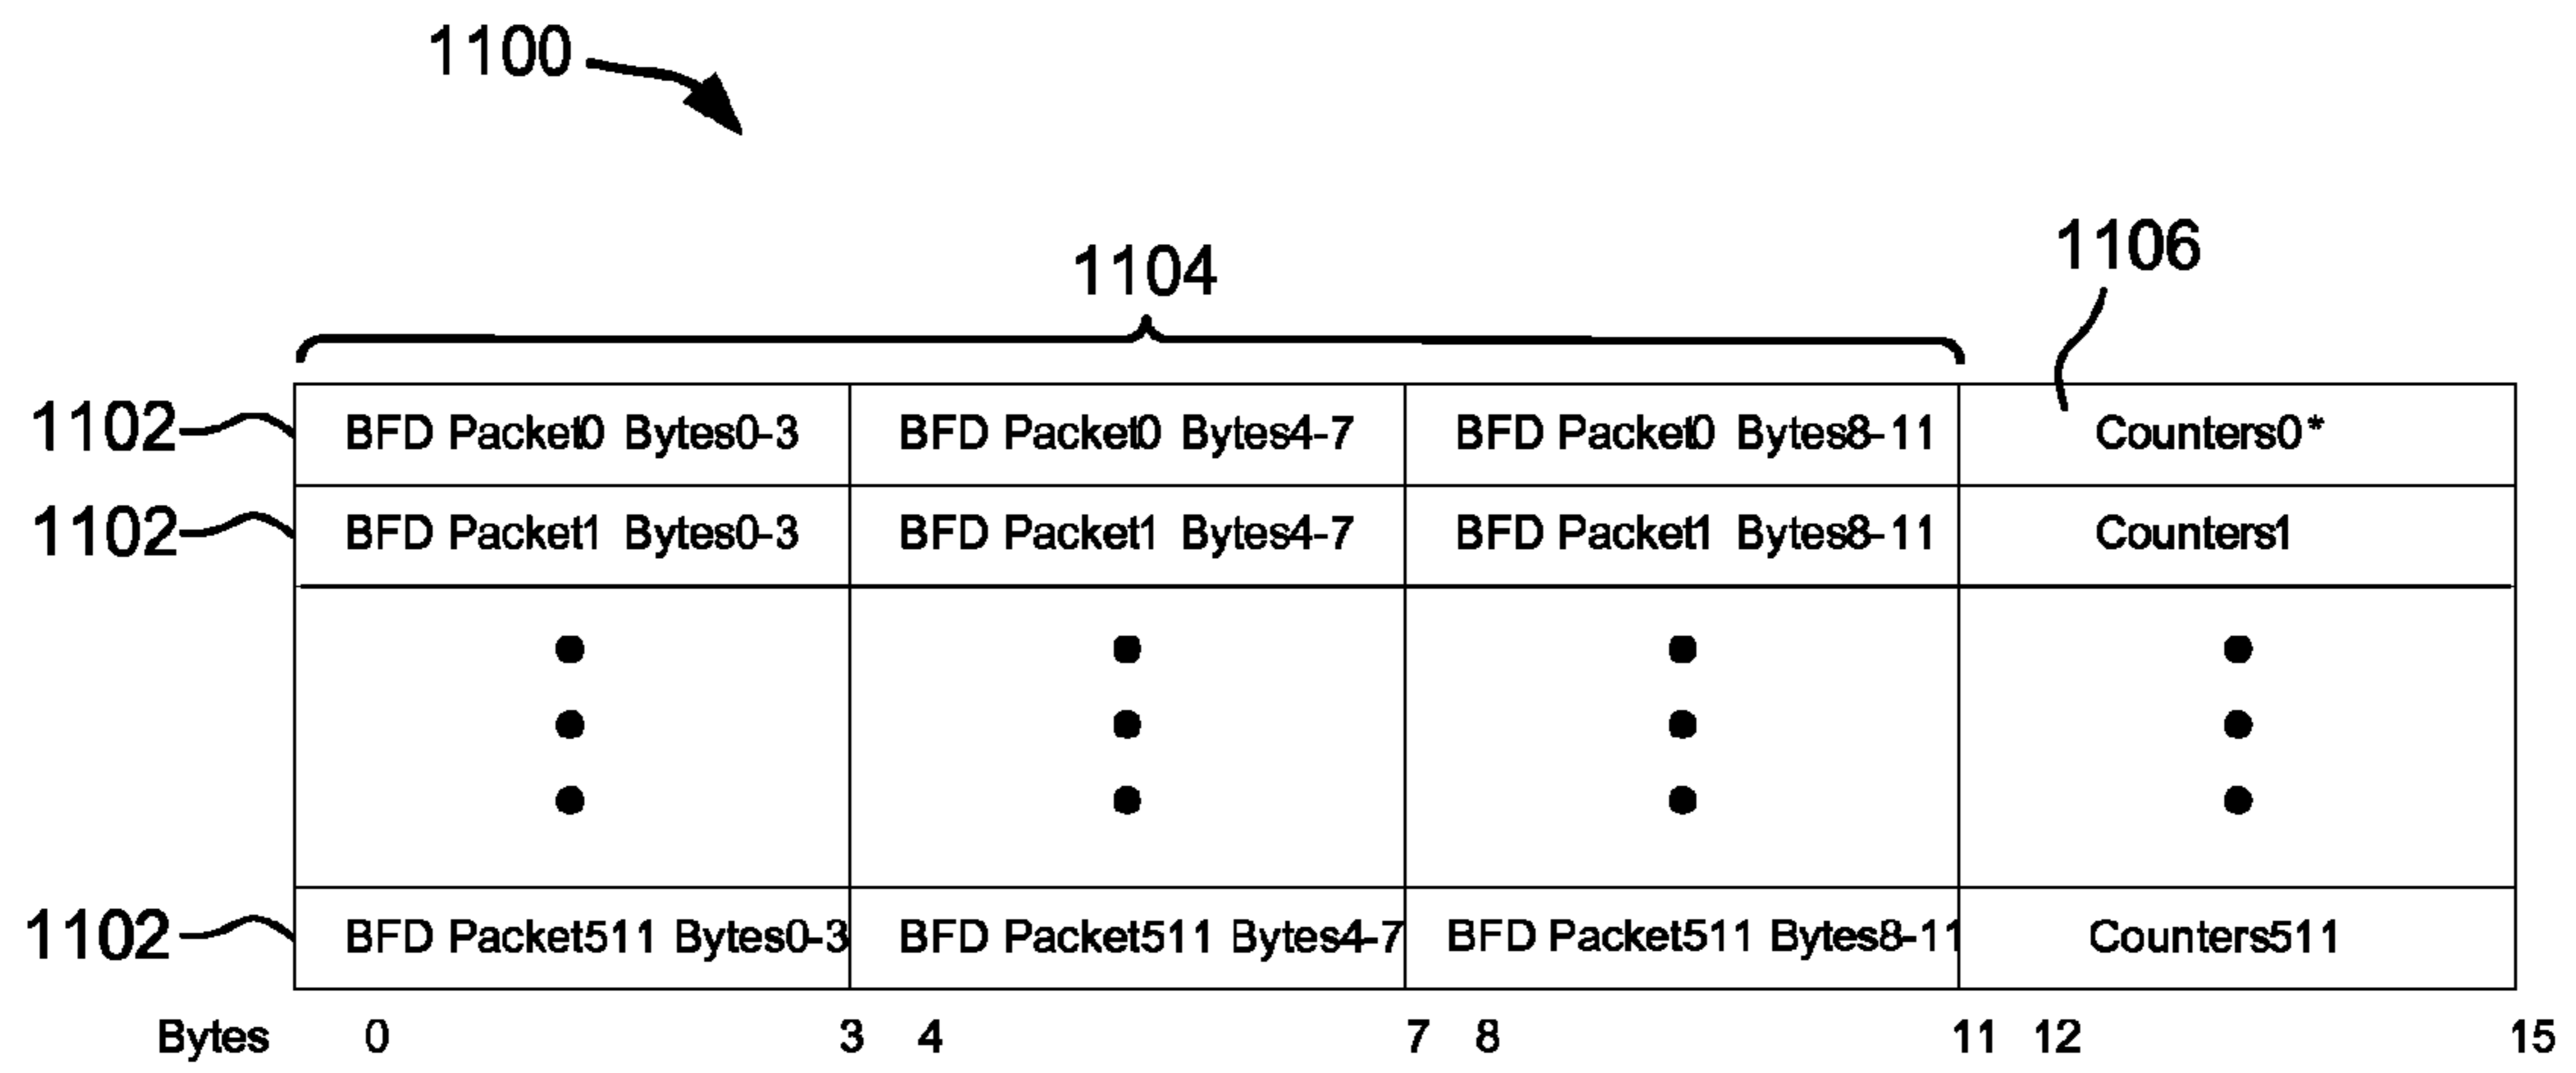 1100
1104
1106
1102 BFD Packet0 Bytes0-3 BFD Packet0 Bytes4-7 BFD Packet0 Bytes8-11 Counters0*
1102 BFD Packet1 Bytes0-3 BFD Packet1 Bytes4-7 BFD Packet1 Bytes8-11 Counters1
1102 BFD Packet511 Bytes0-3 BFD Packet511 Bytes4-7 BFD Packet511 Bytes8-11 Counters511
Bytes 0 3 4 7 8 11 12 15